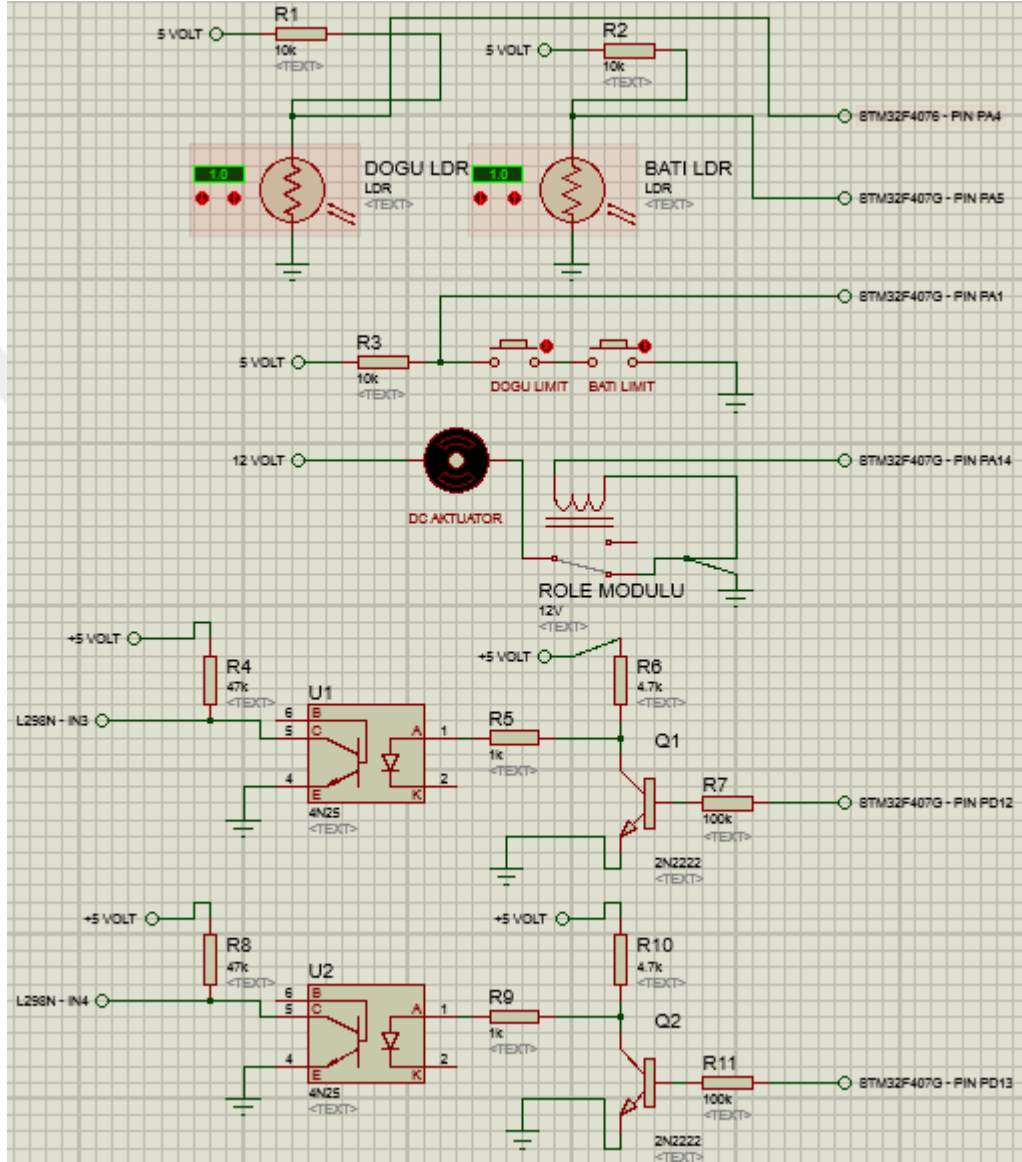 R1
5 VOLT
10k
<TEXT>
R2
5 VOLT
10k
<TEXT>
STM32F4076 - PIN PA4
1.0
DOGU LDR
LDR
<TEXT>
1.0
BATI LDR
LDR
<TEXT>
STM32F407G - PIN PA5
STM32F407G - PIN PA1
R3
5 VOLT
10k
<TEXT>
DOGU LIMIT
BATI LIMIT
12 VOLT
STM32F407G - PIN PA14
DC AKTUATOR
ROLE MODULU
12V
<TEXT>
+5 VOLT
R4
47k
<TEXT>
+5 VOLT
R6
4.7k
<TEXT>
L298N - IN3
U1
6 B
5 C
4 E
A 1
K 2
4N25
<TEXT>
R5
1k
<TEXT>
Q1
R7
100k
<TEXT>
STM32F407G - PIN PD12
2N2222
<TEXT>
+5 VOLT
R8
47k
<TEXT>
+5 VOLT
R10
4.7k
<TEXT>
L298N - IN4
U2
6 B
5 C
4 E
A 1
K 2
4N25
<TEXT>
R9
1k
<TEXT>
Q2
R11
100k
<TEXT>
STM32F407G - PIN PD13
2N2222
<TEXT>